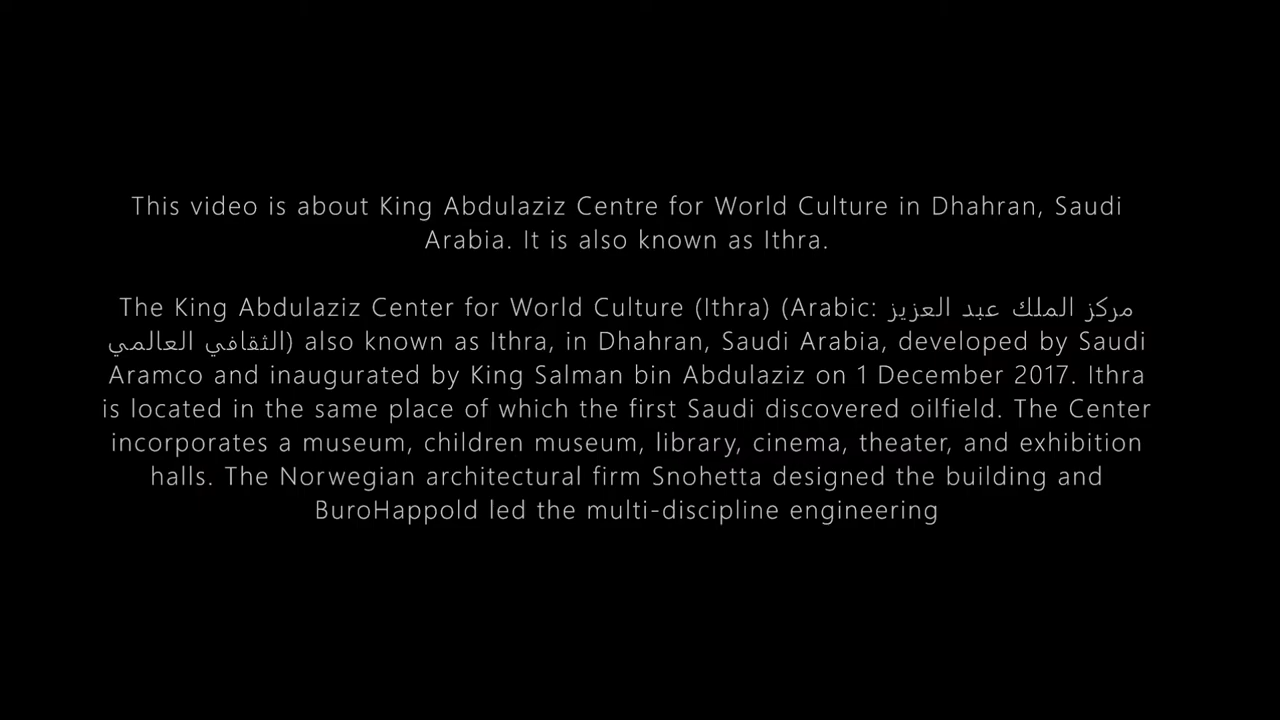 This video is about King Abdulaziz Centre for World Culture in Dhahran, Saudi
Arabia. It is also known as Ithra.
The King Abdulaziz Center for World Culture (Ithra) (Arabic: مركز الملك عبد العزيز
الثقافي العالمي) also known as Ithra, in Dhahran, Saudi Arabia, developed by Saudi
Aramco and inaugurated by King Salman bin Abdulaziz on 1 December 2017. Ithra
is located in the same place of which the first Saudi discovered oilfield. The Center
incorporates a museum, children museum, library, cinema, theater, and exhibition
halls. The Norwegian architectural firm Snohetta designed the building and
BuroHappold led the multi-discipline engineering